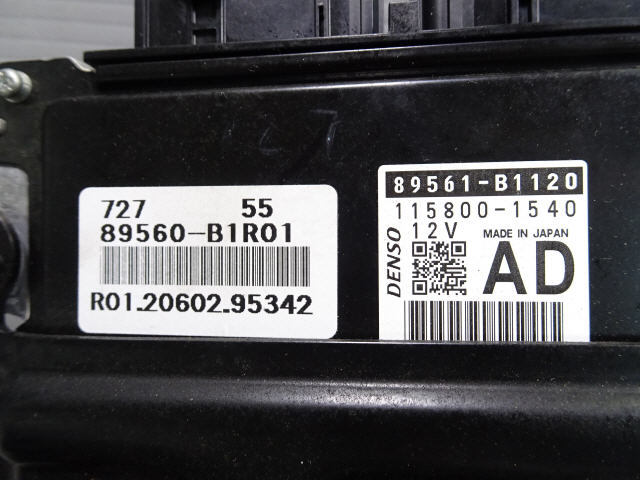 727 55
89560-B1R01
R01.20602.95342
89561-B1120
115800-1540
DENSO
12V MADE IN JAPAN
AD